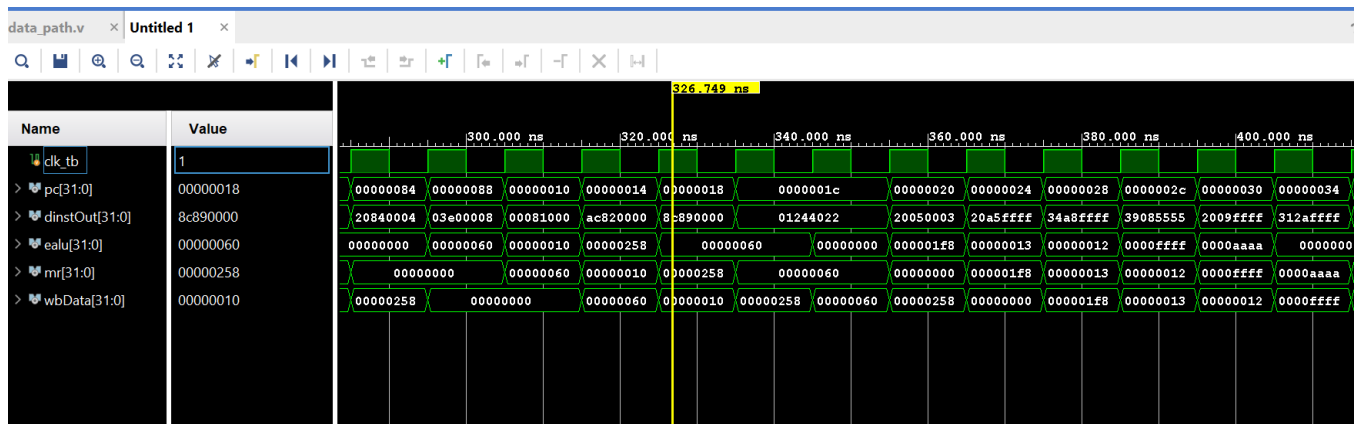 data_path.v × Untitled 1 ×
326.749 ns
Name Value
300.000 ns 320.000 ns 340.000 ns 360.000 ns 380.000 ns 400.000 ns
clk_tb 1
pc[31:0] 00000018 00000084 00000088 00000010 00000014 00000018 0000001c 00000020 00000024 00000028 0000002c 00000030 00000034
dinstOut[31:0] 8c890000 20840004 03e00008 00081000 ac820000 8c890000 01244022 20050003 20a5ffff 34a8ffff 39085555 2009ffff 312affff
ealu[31:0] 00000060 00000000 00000060 00000010 00000258 00000060 00000000 000001f8 00000013 00000012 0000ffff 0000aaaa 0000000
mr[31:0] 00000258 00000000 00000060 00000010 00000258 00000060 00000000 000001f8 00000013 00000012 0000ffff 0000aaaa
wbData[31:0] 00000010 00000258 00000000 00000060 00000010 00000258 00000060 00000258 00000000 000001f8 00000013 00000012 0000ffff